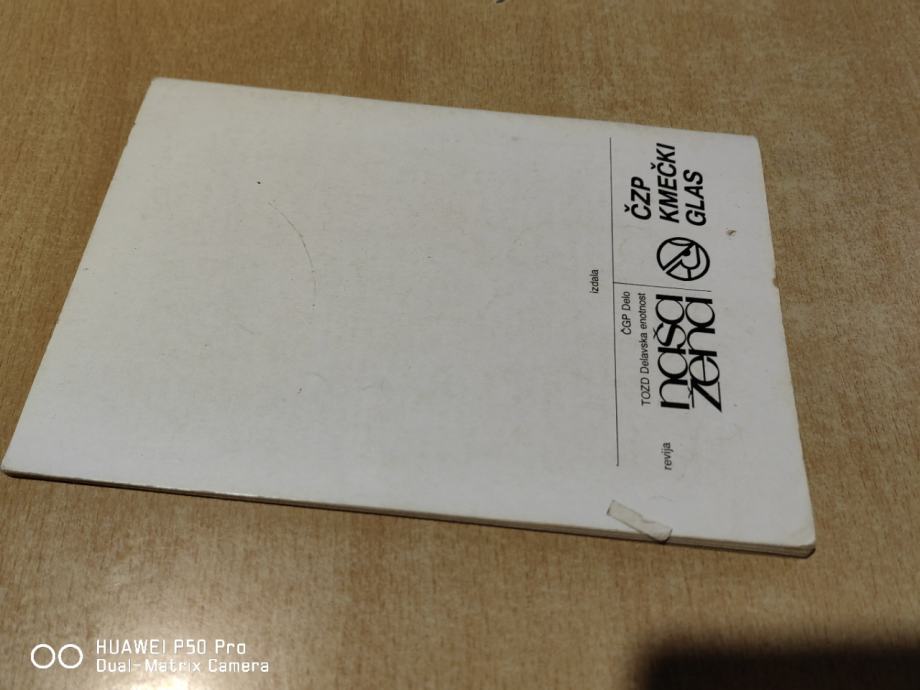 izdala
ČGP Delo
TOZD Delavska enotnost
revija
naša
žena
ČZP
KMEČKI
GLAS
HUAWEI P50 Pro
Dual-Matrix Camera